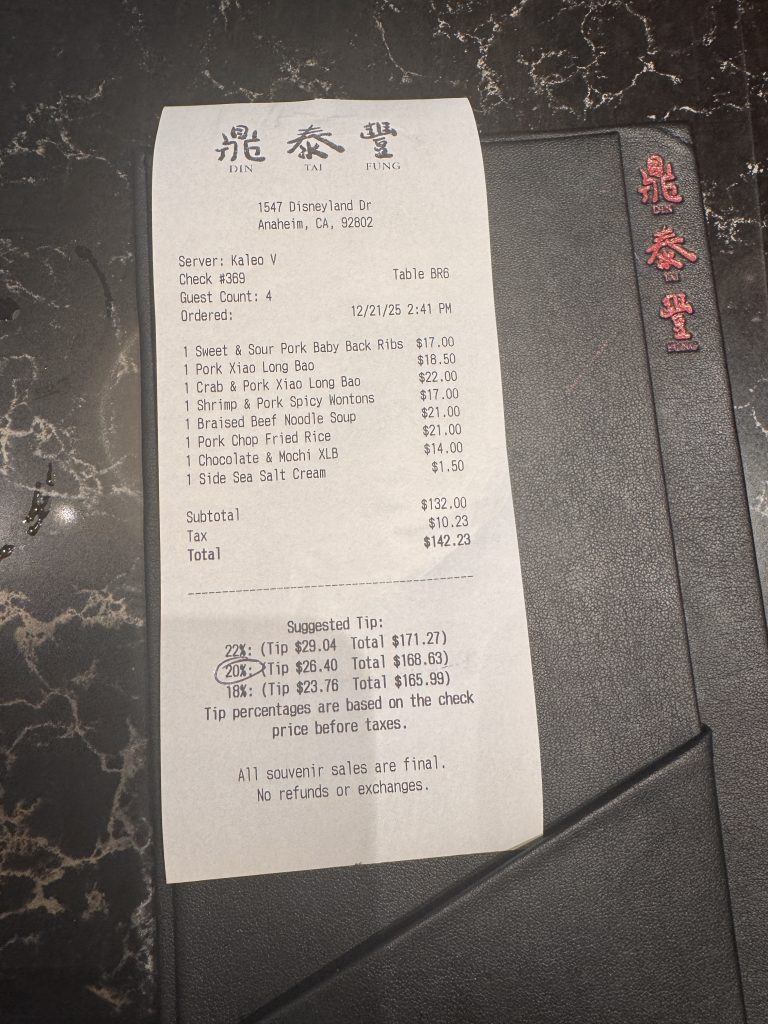 鼎 泰 豐
DIN TAI FUNG
1547 Disneyland Dr
Anaheim, CA, 92802
Server: Kaleo V
Check #369 Table BR6
Guest Count: 4
Ordered: 12/21/25 2:41 PM
1 Sweet & Sour Pork Baby Back Ribs $17.00
1 Pork Xiao Long Bao $18.50
1 Crab & Pork Xiao Long Bao $22.00
1 Shrimp & Pork Spicy Wontons $17.00
1 Braised Beef Noodle Soup $21.00
1 Pork Chop Fried Rice $21.00
1 Chocolate & Mochi XLB $14.00
1 Side Sea Salt Cream $1.50
Subtotal $132.00
Tax $10.23
Total $142.23
Suggested Tip:
22%: (Tip $29.04 Total $171.27)
20%: (Tip $26.40 Total $168.63)
18%: (Tip $23.76 Total $165.99)
Tip percentages are based on the check
price before taxes.
All souvenir sales are final.
No refunds or exchanges.
鼎
DIN
泰
TAI
豐
FUNG